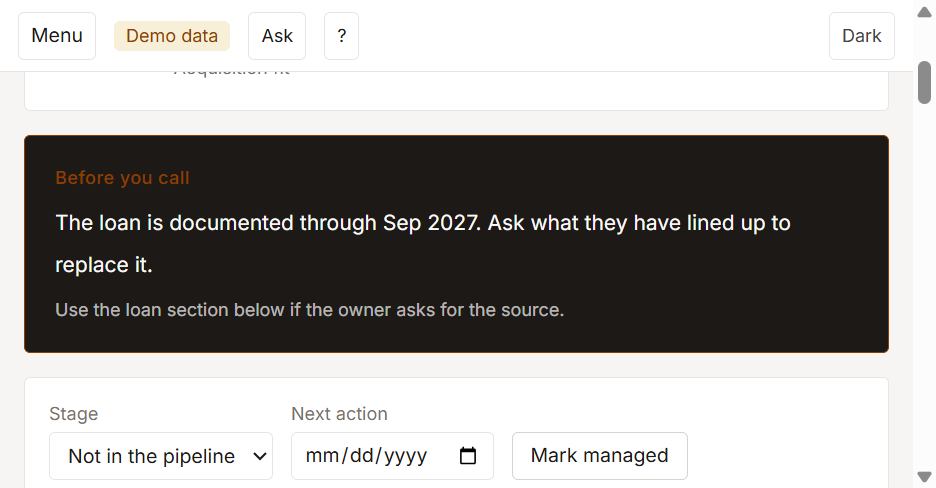 Menu
Demo data
Ask
?
Dark
Acquisition fit
Before you call
The loan is documented through Sep 2027. Ask what they have lined up to
replace it.
Use the loan section below if the owner asks for the source.
Stage
Next action
Not in the pipeline
mm/dd/yyyy
Mark managed